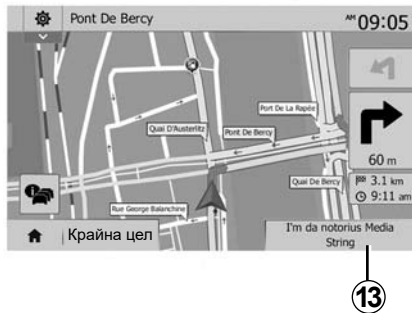 Pont De Bercy
AM 09:05
Port De La Rapée
Quai D'Austerlitz
Pont De Bercy
60 m
Quai De Bercy
3.1 km
9:11 am
Rue George Balanchine
Крайна цел
I'm da notorius Media
String
13